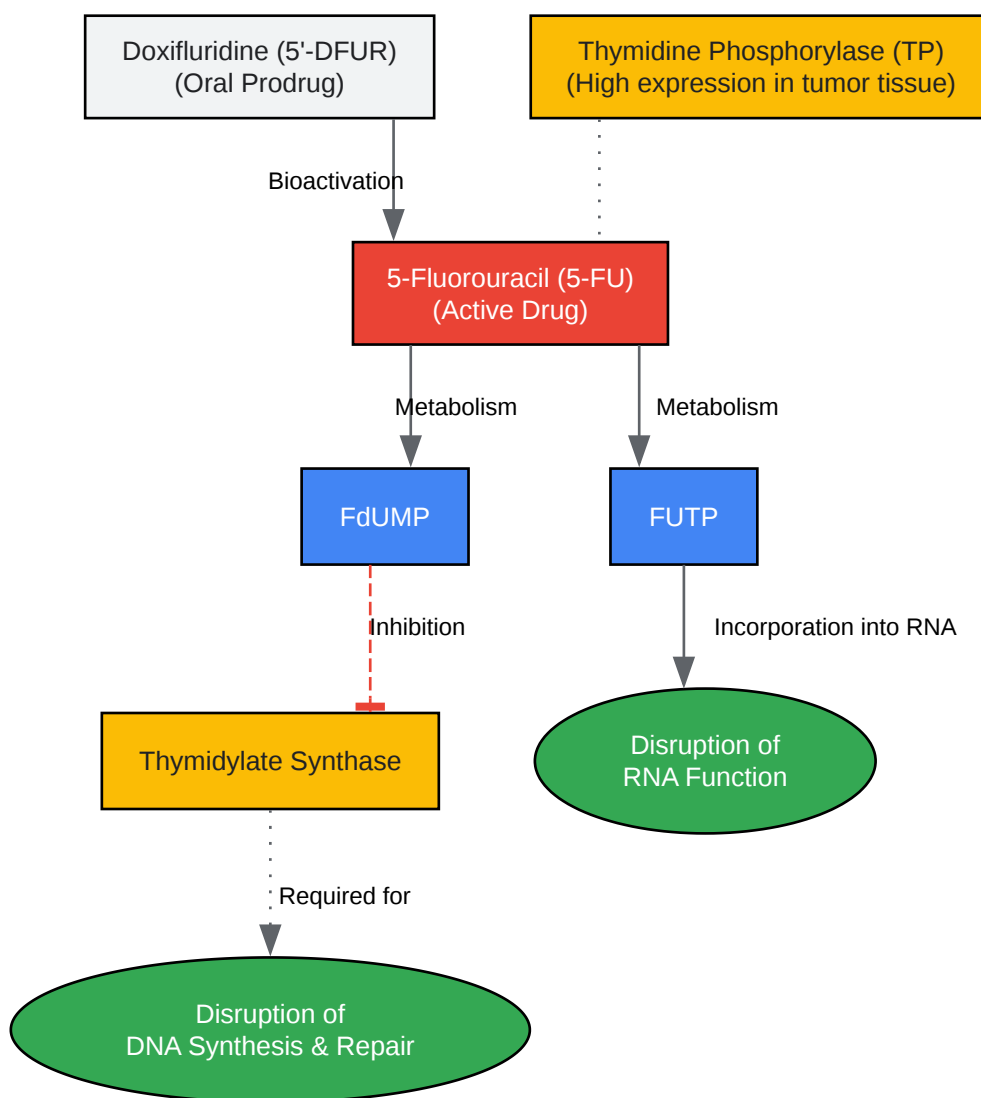 Doxifluridine (5'-DFUR)
(Oral Prodrug)
Thymidine Phosphorylase (TP)
(High expression in tumor tissue)
Bioactivation
5-Fluorouracil (5-FU)
(Active Drug)
Metabolism
Metabolism
FdUMP
FUTP
Inhibition
Incorporation into RNA
Thymidylate Synthase
Disruption of
RNA Function
Required for
Disruption of
DNA Synthesis & Repair